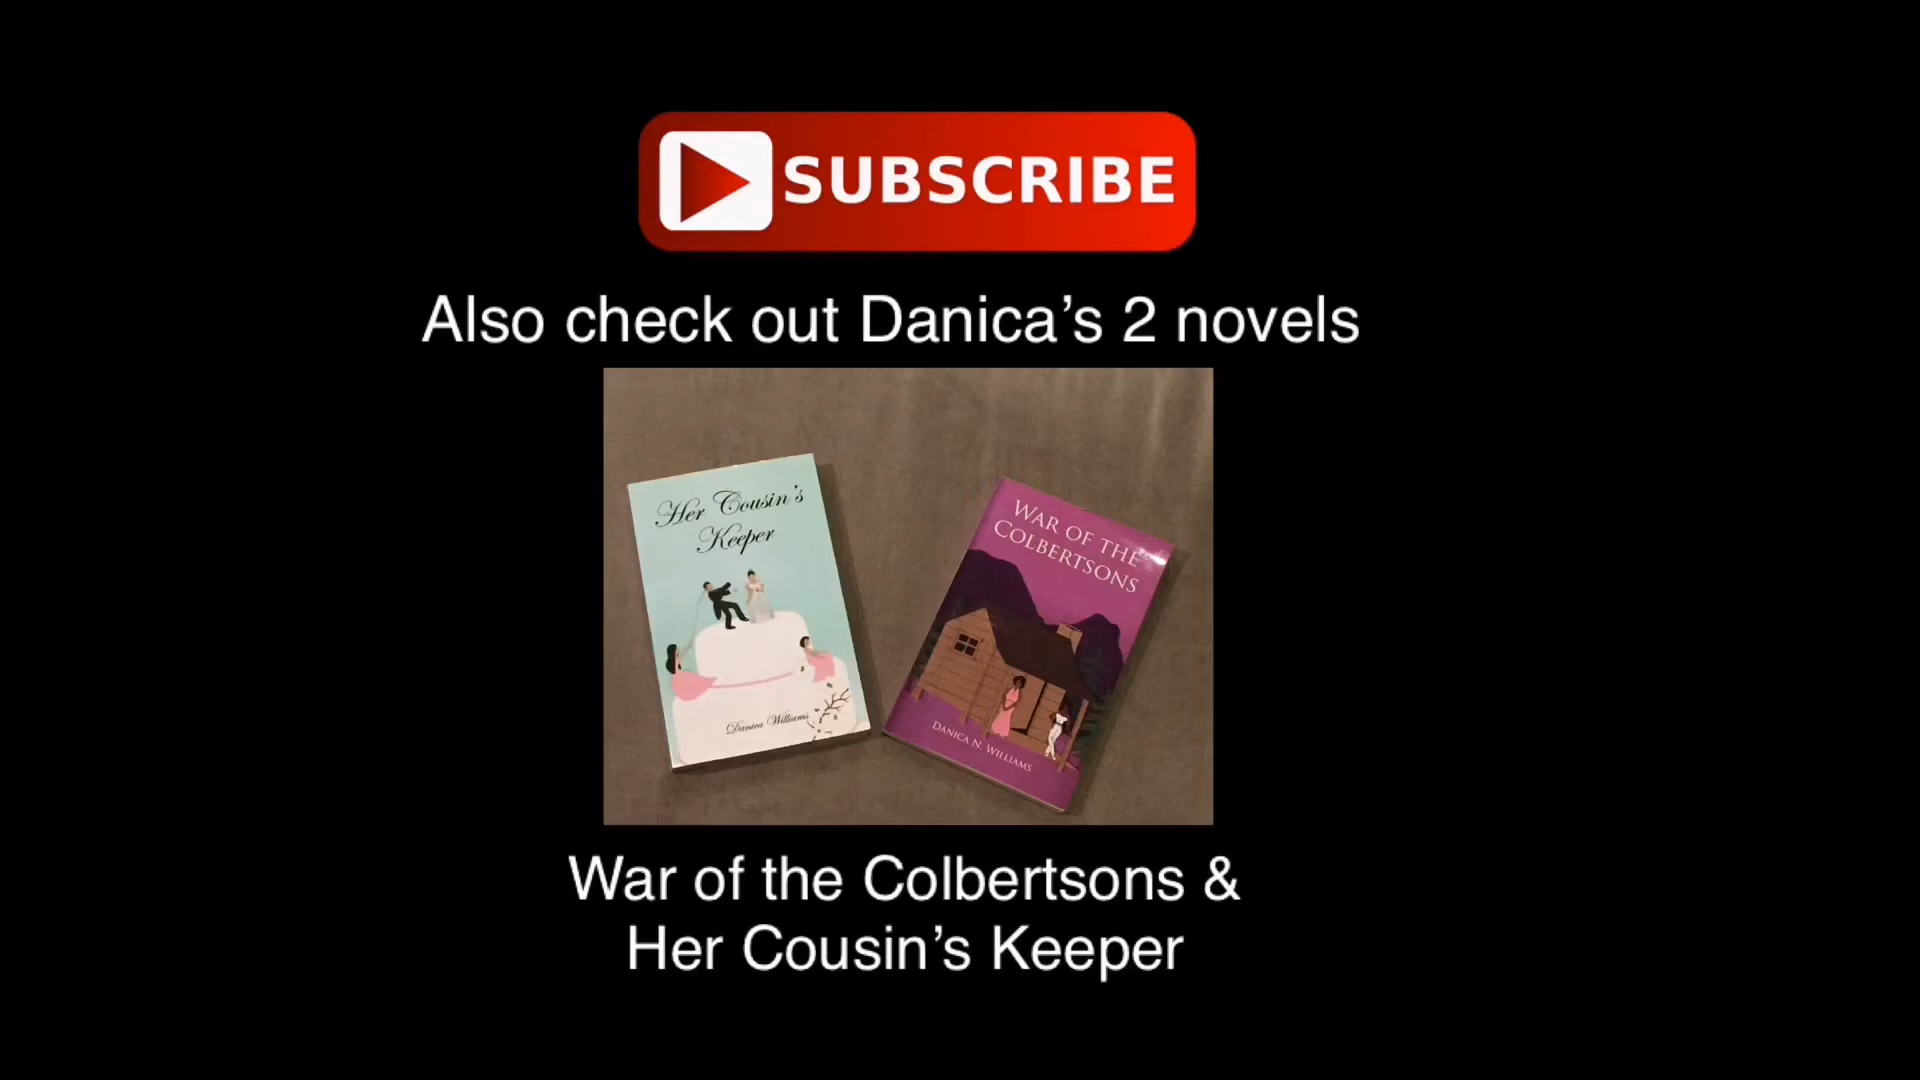 SUBSCRIBE
Also check out Danica’s 2 novels
Her Cousin's
Keeper
Danica Williams
WAR OF THE
COLBERTSONS
DANICA N. WILLIAMS
War of the Colbertsons &
Her Cousin’s Keeper